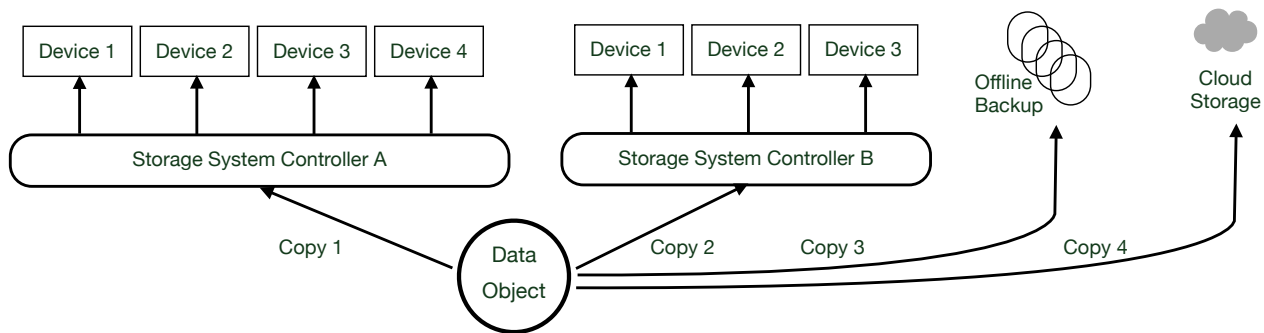 Device 1
Device 2
Device 3
Device 4
Device 1
Device 2
Device 3
Offline
Backup
Cloud
Storage
Storage System Controller A
Storage System Controller B
Copy 1
Copy 2
Copy 3
Copy 4
Data
Object